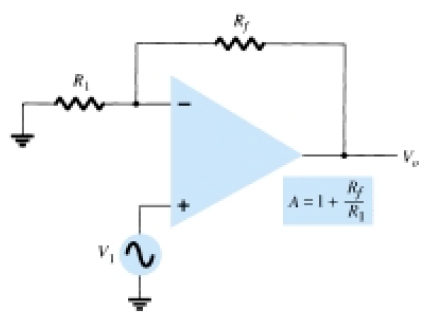 R_f
R_1
−
V_o
A = 1 + R_f/R_1
+
V_1